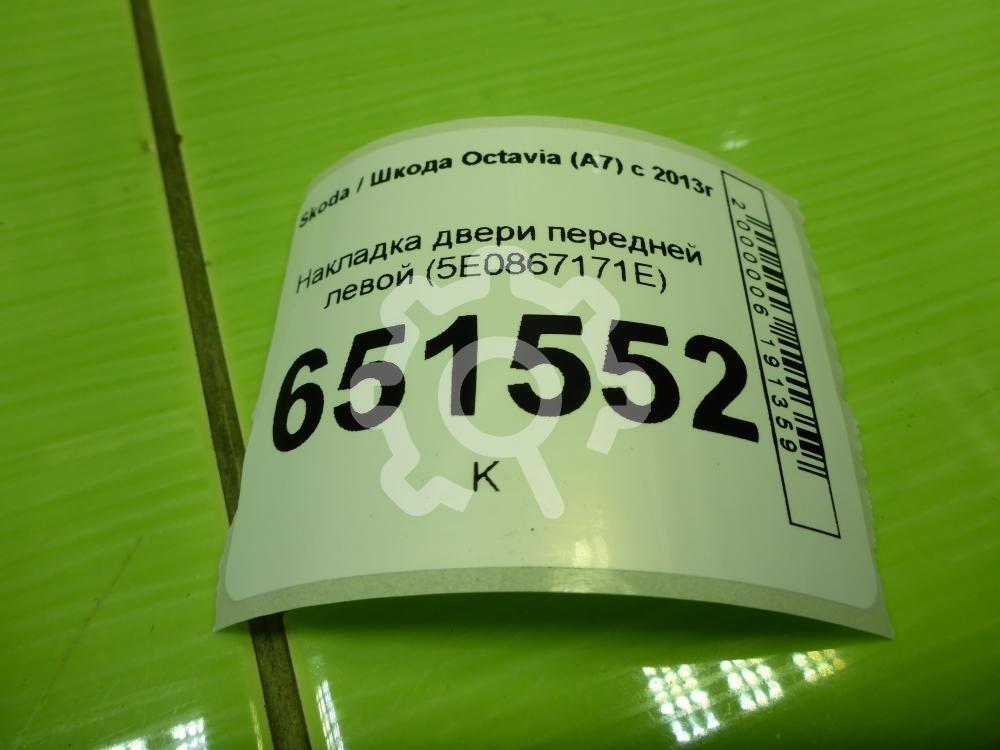 Skoda / Шкода Octavia (A7) с 2013г
Накладка двери передней
левой (5E0867171E)
651552
К
2000006191359